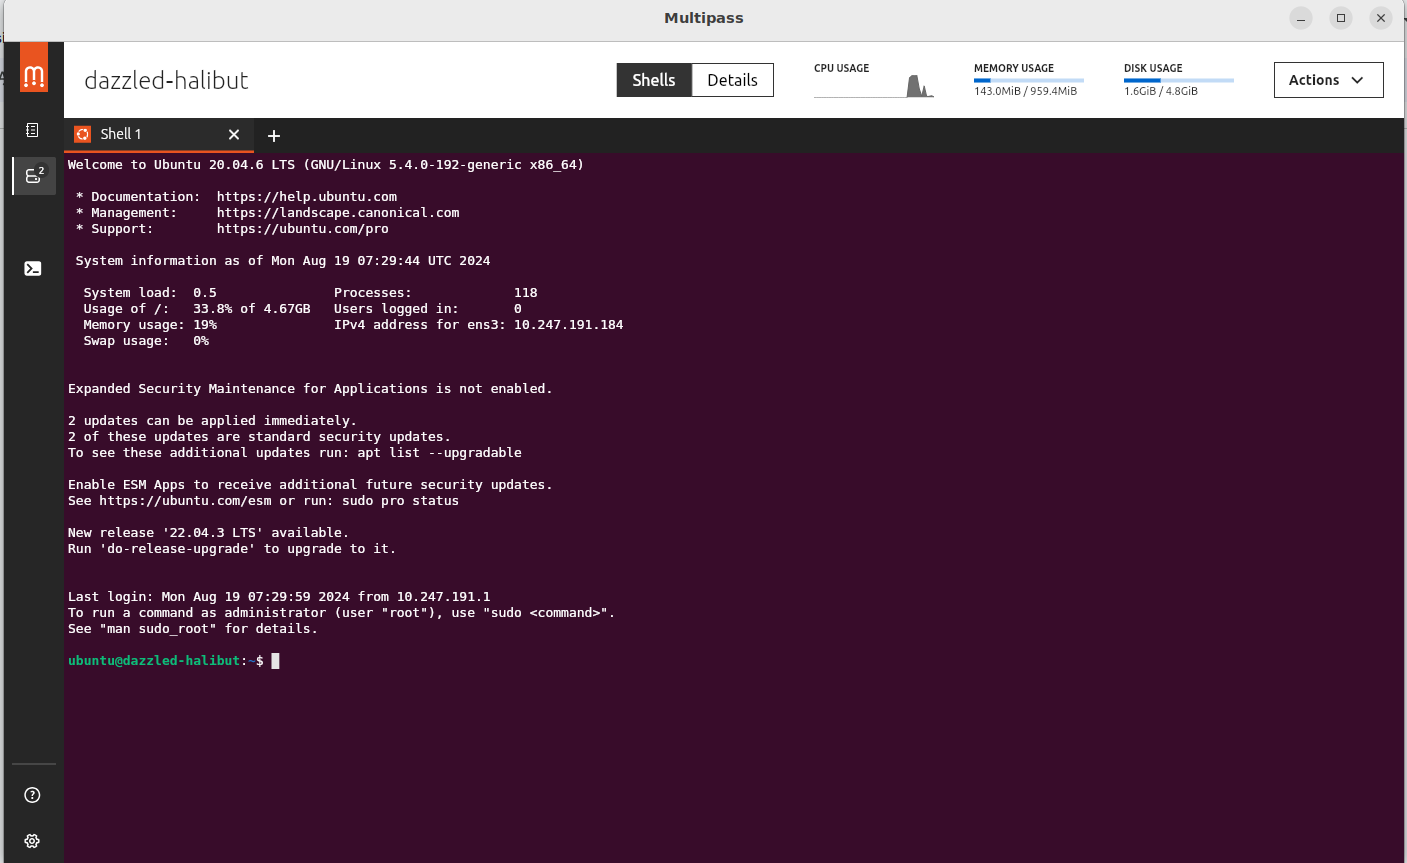 Multipass
dazzled-halibut
Shells
Details
CPU USAGE
MEMORY USAGE
143.0MiB / 959.4MiB
DISK USAGE
1.6GiB / 4.8GiB
Actions
2
Shell 1
Welcome to Ubuntu 20.04.6 LTS (GNU/Linux 5.4.0-192-generic x86_64)
* Documentation:  https://help.ubuntu.com
* Management:     https://landscape.canonical.com
* Support:        https://ubuntu.com/pro
System information as of Mon Aug 19 07:29:44 UTC 2024
System load:  0.5               Processes:             118
Usage of /:   33.8% of 4.67GB   Users logged in:       0
Memory usage: 19%               IPv4 address for ens3: 10.247.191.184
Swap usage:   0%
Expanded Security Maintenance for Applications is not enabled.
2 updates can be applied immediately.
2 of these updates are standard security updates.
To see these additional updates run: apt list --upgradable
Enable ESM Apps to receive additional future security updates.
See https://ubuntu.com/esm or run: sudo pro status
New release '22.04.3 LTS' available.
Run 'do-release-upgrade' to upgrade to it.
Last login: Mon Aug 19 07:29:59 2024 from 10.247.191.1
To run a command as administrator (user "root"), use "sudo <command>".
See "man sudo_root" for details.
ubuntu@dazzled-halibut:~$